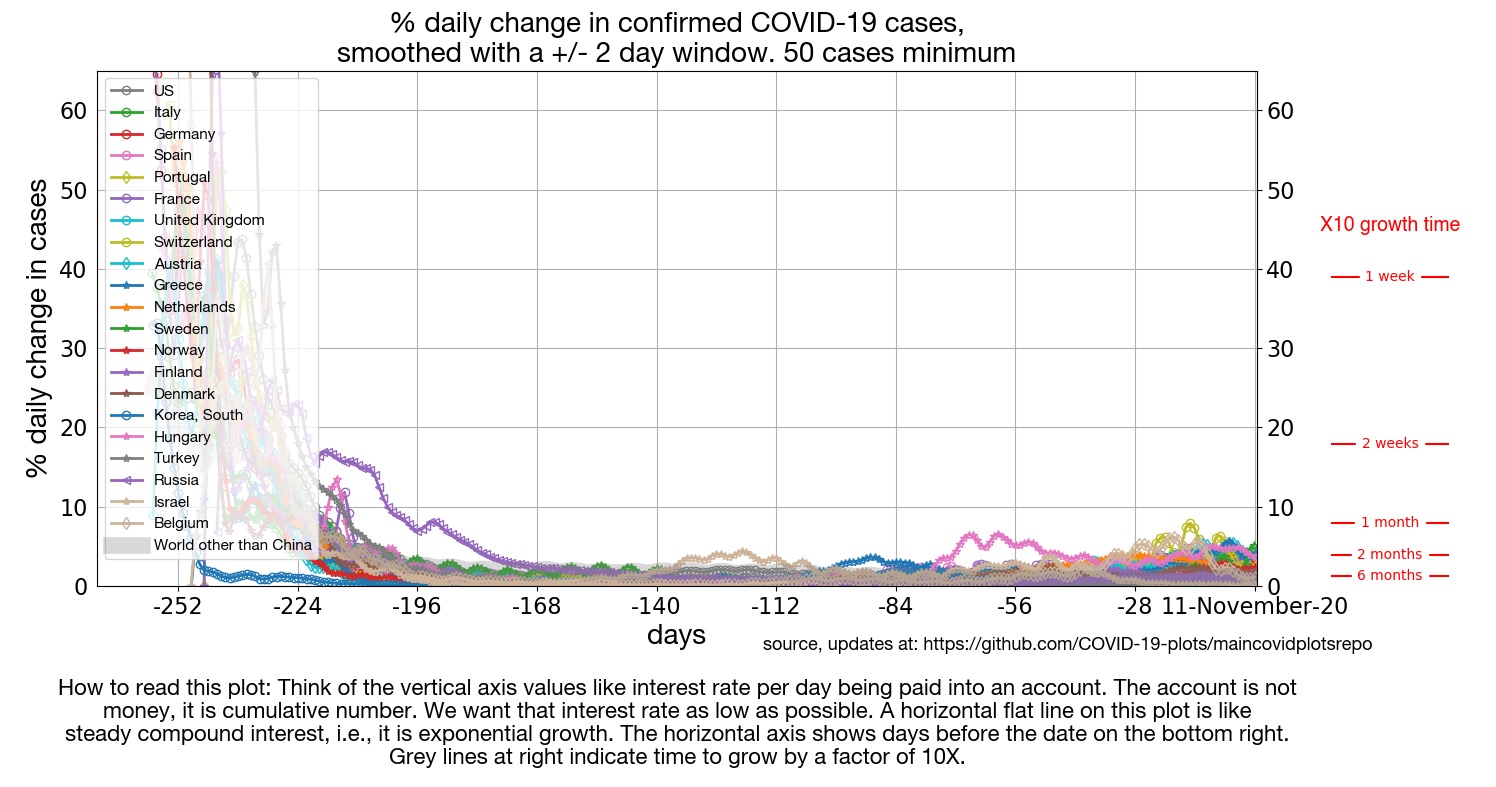 % daily change in confirmed COVID-19 cases,
smoothed with a +/- 2 day window. 50 cases minimum
% daily change in cases
60
50
40
30
20
10
0
US
Italy
Germany
Spain
Portugal
France
United Kingdom
Switzerland
Austria
Greece
Netherlands
Sweden
Norway
Finland
Denmark
Korea, South
Hungary
Turkey
Russia
Israel
Belgium
World other than China
60
50
40
30
20
10
0
X10 growth time
1 week
2 weeks
1 month
2 months
6 months
-252 -224 -196 -168 -140 -112 -84 -56 -28 11-November-20
days
source, updates at: https://github.com/COVID-19-plots/maincovidplotsrepo
How to read this plot: Think of the vertical axis values like interest rate per day being paid into an account. The account is not
money, it is cumulative number. We want that interest rate as low as possible. A horizontal flat line on this plot is like
steady compound interest, i.e., it is exponential growth. The horizontal axis shows days before the date on the bottom right.
Grey lines at right indicate time to grow by a factor of 10X.